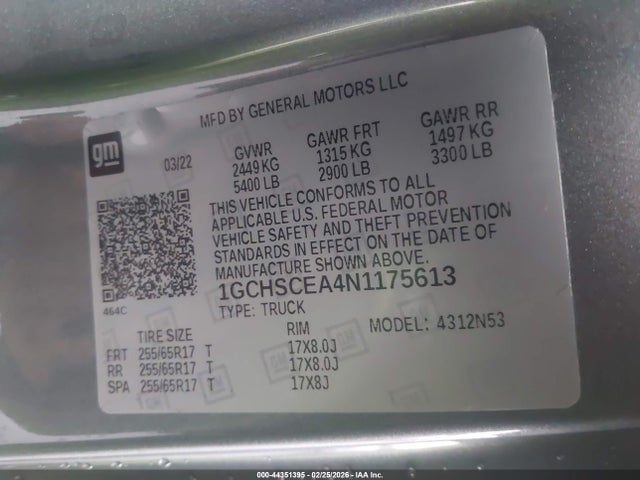 MFD BY GENERAL MOTORS LLC
gm
03/22
GVWR GAWR FRT GAWR RR
2449 KG 1315 KG 1497 KG
5400 LB 2900 LB 3300 LB
THIS VEHICLE CONFORMS TO ALL
APPLICABLE U.S. FEDERAL MOTOR
VEHICLE SAFETY AND THEFT PREVENTION
STANDARDS IN EFFECT ON THE DATE OF
MANUFACTURE SHOWN ABOVE.
1GCHSCEA4N1175613
464C
TYPE: TRUCK
MODEL: 4312N53
TIRE SIZE RIM
FRT 255/65R17 T 17X8.0J
RR 255/65R17 T 17X8.0J
SPA 255/65R17 T 17X8J
000-44351395 - 02/25/2026 - IAA Inc.